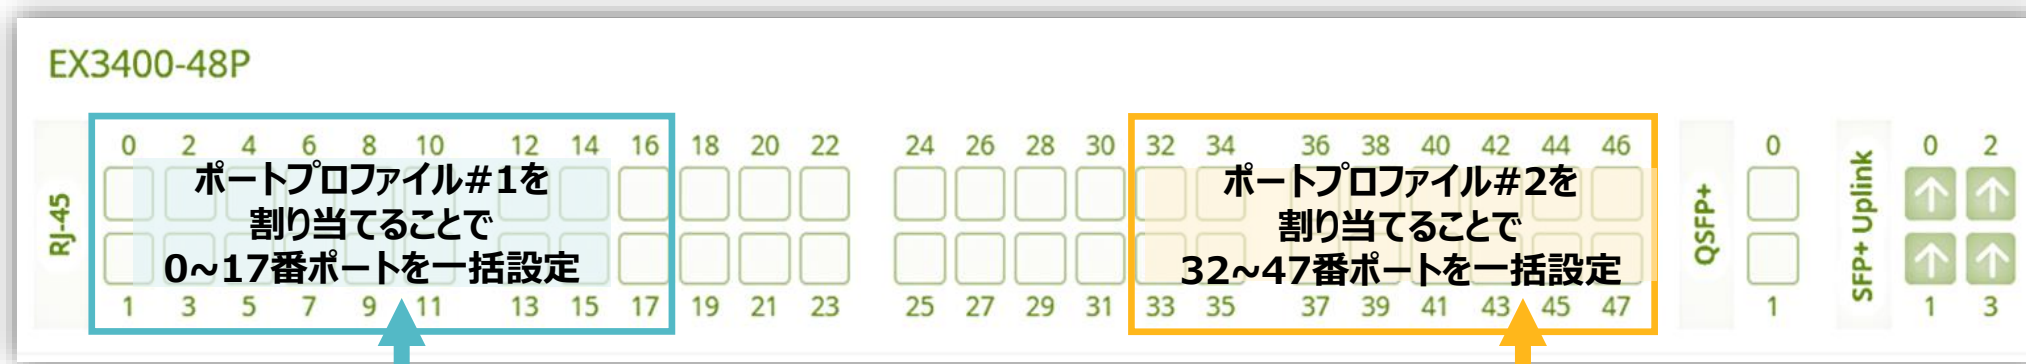 EX3400-48P
RJ-45
0 2 4 6 8 10 12 14 16 18 20 22 24 26 28 30 32 34 36 38 40 42 44 46
ポートプロファイル#1を
割り当てることで
0~17番ポートを一括設定
ポートプロファイル#2を
割り当てることで
32~47番ポートを一括設定
1 3 5 7 9 11 13 15 17 19 21 23 25 27 29 31 33 35 37 39 41 43 45 47
QSFP+
0
1
SFP+ Uplink
0 2
1 3